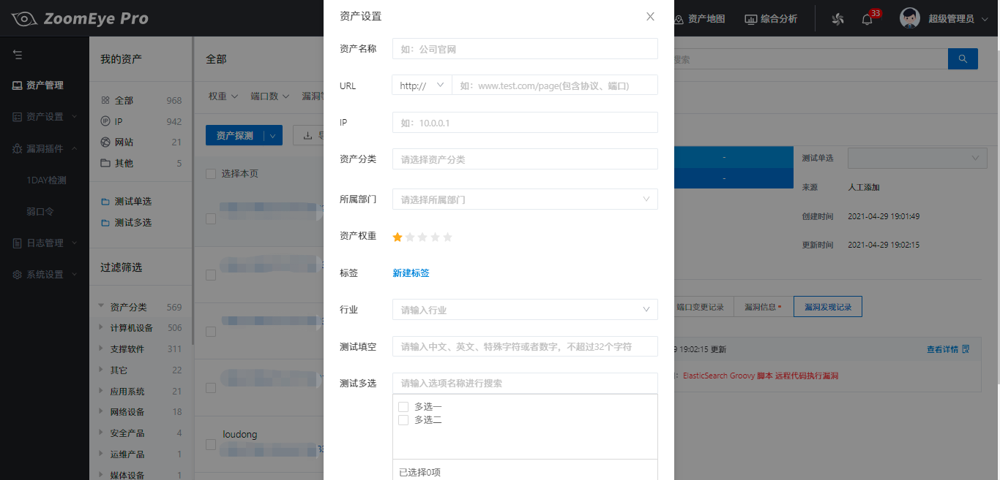 ZoomEye Pro
资产地图
综合分析
33
超级管理员
资产管理
资产设置
漏洞插件
1DAY检测
弱口令
日志管理
系统设置
我的资产
全部 968
IP 942
网站 21
其他 5
测试单选
测试多选
过滤筛选
资产分类 569
计算机设备 506
支撑软件 311
其它 22
应用系统 21
网络设备 18
安全产品 4
运维产品 1
媒体设备 1
全部
权重 端口数
资产探测
选择本页
loudong
资产设置
资产名称 如：公司官网
URL http:// 如：www.test.com/page(包含协议、端口)
IP 如：10.0.0.1
资产分类 请选择资产分类
所属部门 请选择所属部门
资产权重
标签 新建标签
行业 请输入行业
测试填空 请输入中文、英文、特殊字符或者数字，不超过32个字符
测试多选 请输入选项名称进行搜索
多选一
多选二
已选择0项
搜索
-
-
测试单选
来源 人工添加
创建时间 2021-04-29 19:01:49
更新时间 2021-04-29 19:02:15
端口变更记录 漏洞信息 漏洞发现记录
19:02:15 更新 查看详情
ElasticSearch Groovy 脚本 远程代码执行漏洞